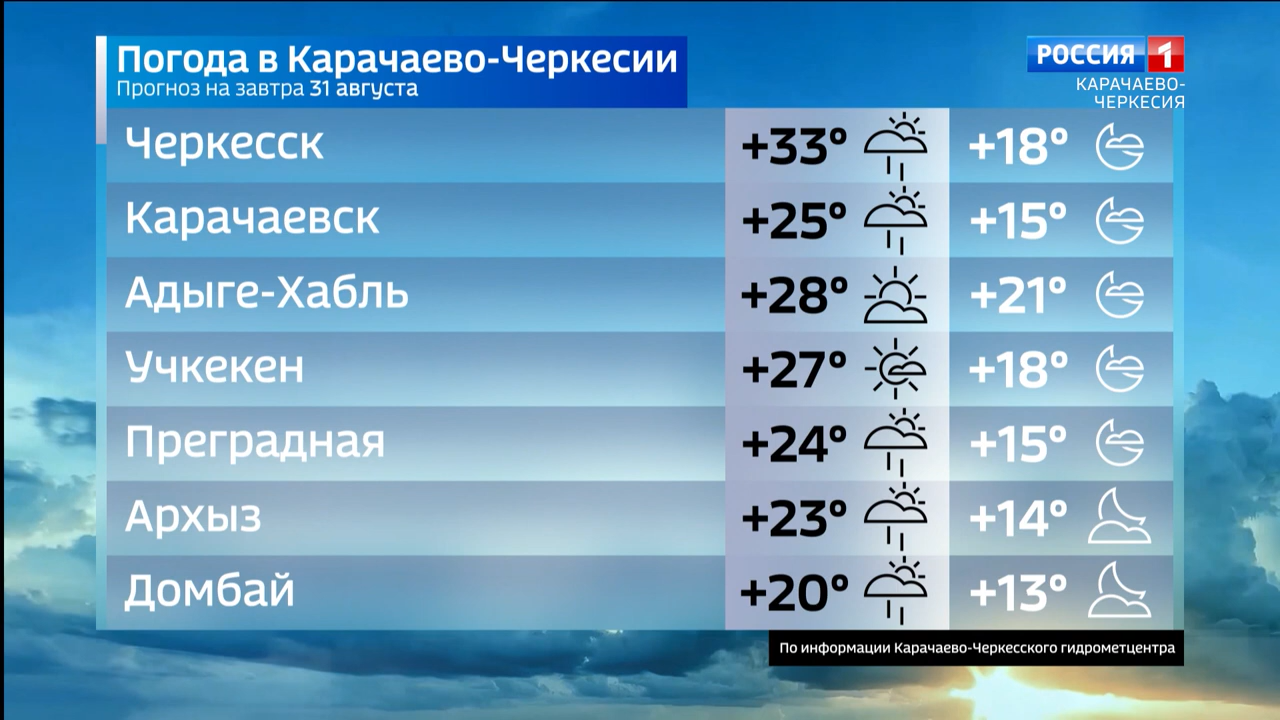 Погода в Карачаево-Черкесии
Прогноз на завтра 31 августа
РОССИЯ 1
КАРАЧАЕВО-
ЧЕРКЕСИЯ
Черкесск +33° +18°
Карачаевск +25° +15°
Адыге-Хабль +28° +21°
Учкекен +27° +18°
Преградная +24° +15°
Архыз +23° +14°
Домбай +20° +13°
По информации Карачаево-Черкесского гидрометцентра